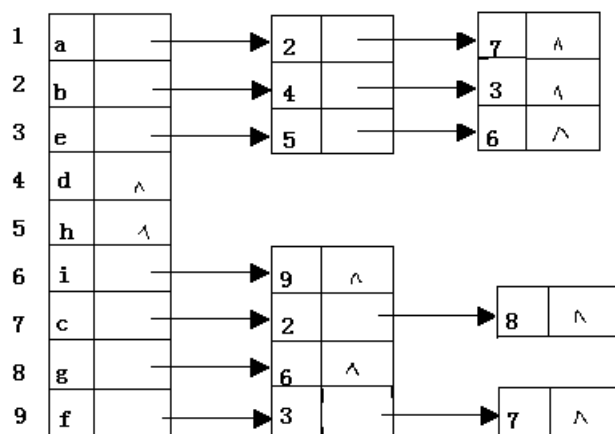 1 a 2 7 ∧
2 b 4 3 ∧
3 e 5 6 ∧
4 d ∧
5 h ∧
6 i 9 ∧
7 c 2 8 ∧
8 g 6 ∧
9 f 3 7 ∧